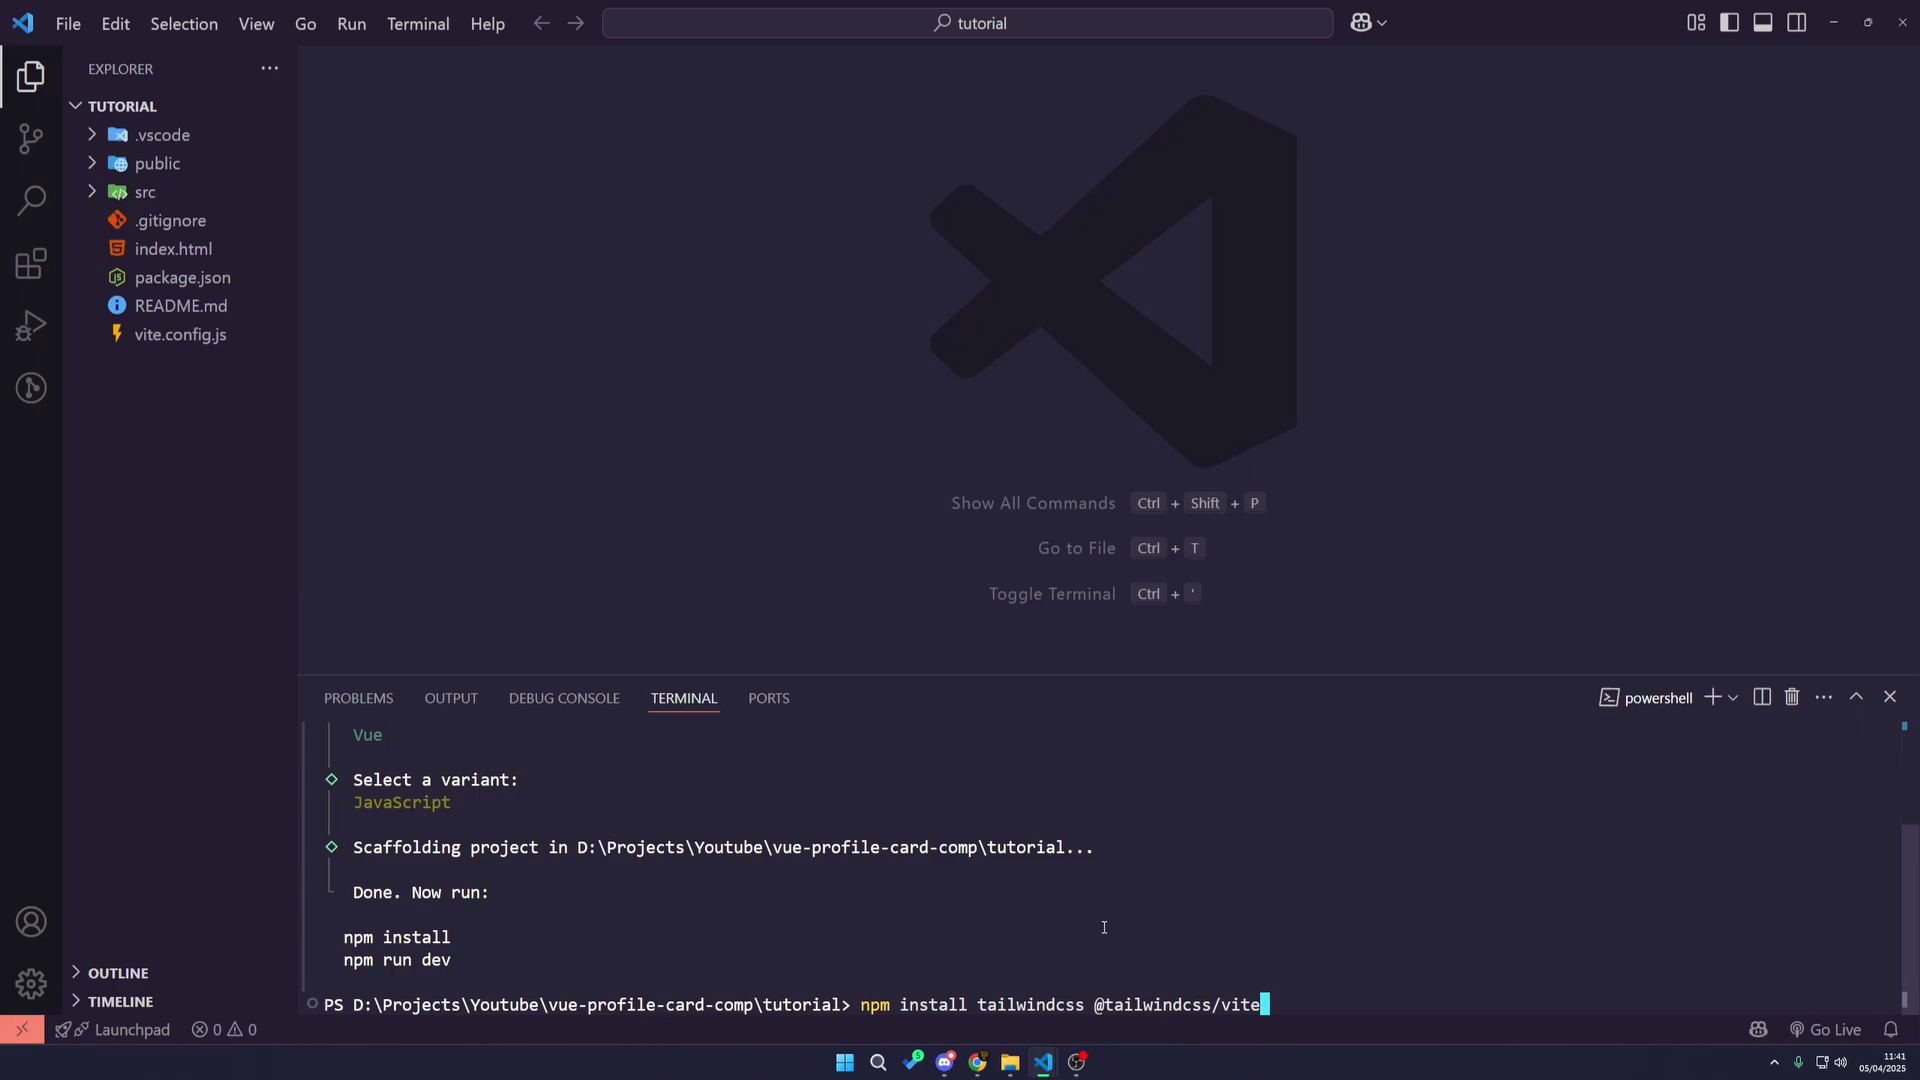 File Edit Selection View Go Run Terminal Help
tutorial
EXPLORER
TUTORIAL
.vscode
public
src
.gitignore
index.html
package.json
README.md
vite.config.js
OUTLINE
TIMELINE
Show All Commands Ctrl + Shift + P
Go to File Ctrl + T
Toggle Terminal Ctrl + '
PROBLEMS OUTPUT DEBUG CONSOLE TERMINAL PORTS
powershell
Vue
Select a variant:
JavaScript
Scaffolding project in D:\Projects\Youtube\vue-profile-card-comp\tutorial...
Done. Now run:
npm install
npm run dev
PS D:\Projects\Youtube\vue-profile-card-comp\tutorial> npm install tailwindcss @tailwindcss/vite
Launchpad 0 0
Go Live
5
11:41
05/04/2025